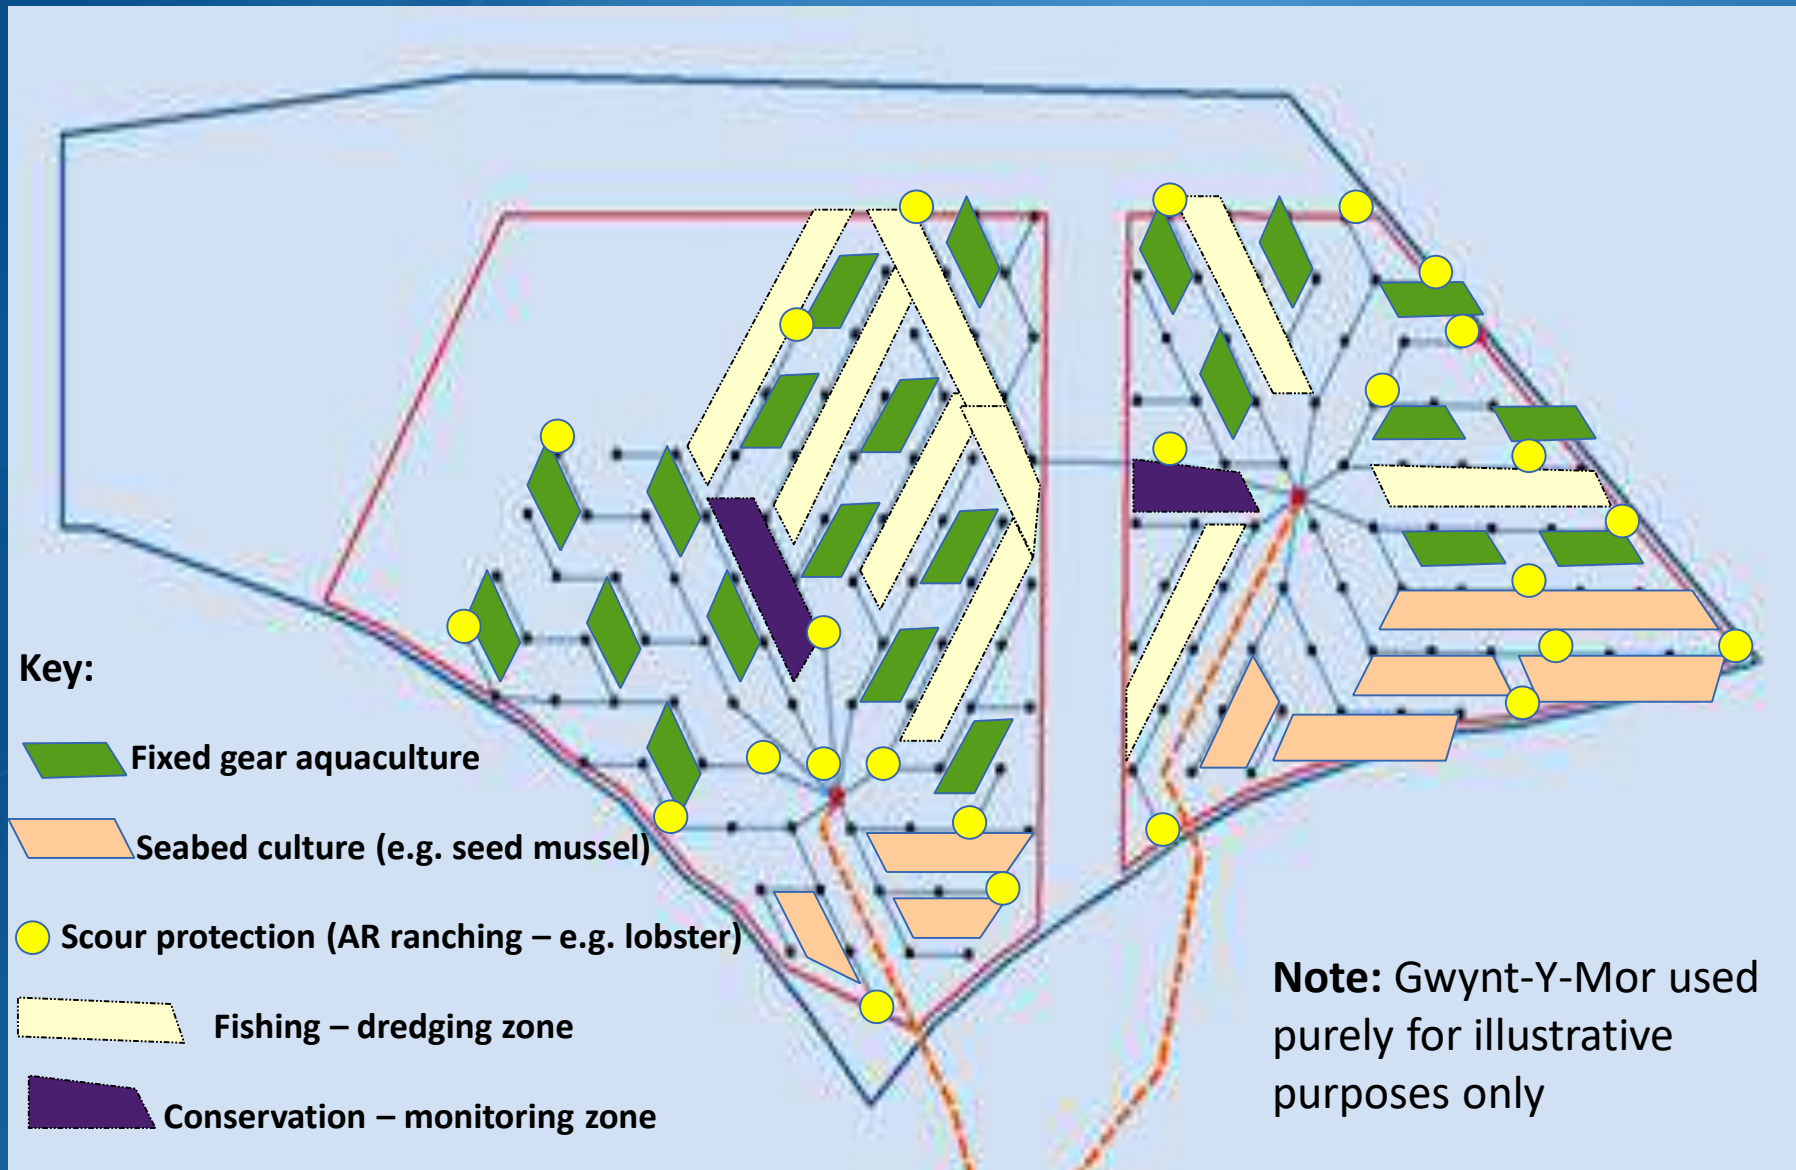 Key:
Fixed gear aquaculture
Seabed culture (e.g. seed mussel)
Scour protection (AR ranching – e.g. lobster)
Fishing – dredging zone
Conservation – monitoring zone
Note: Gwynt-Y-Mor used
purely for illustrative
purposes only